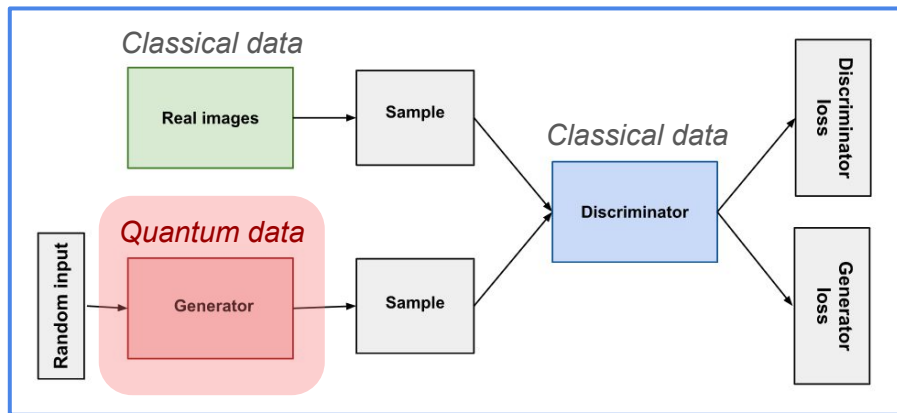 Classical data
Real images
Sample
Classical data
Discriminator
Discriminator
loss
Quantum data
Random input
Generator
Sample
Generator
loss